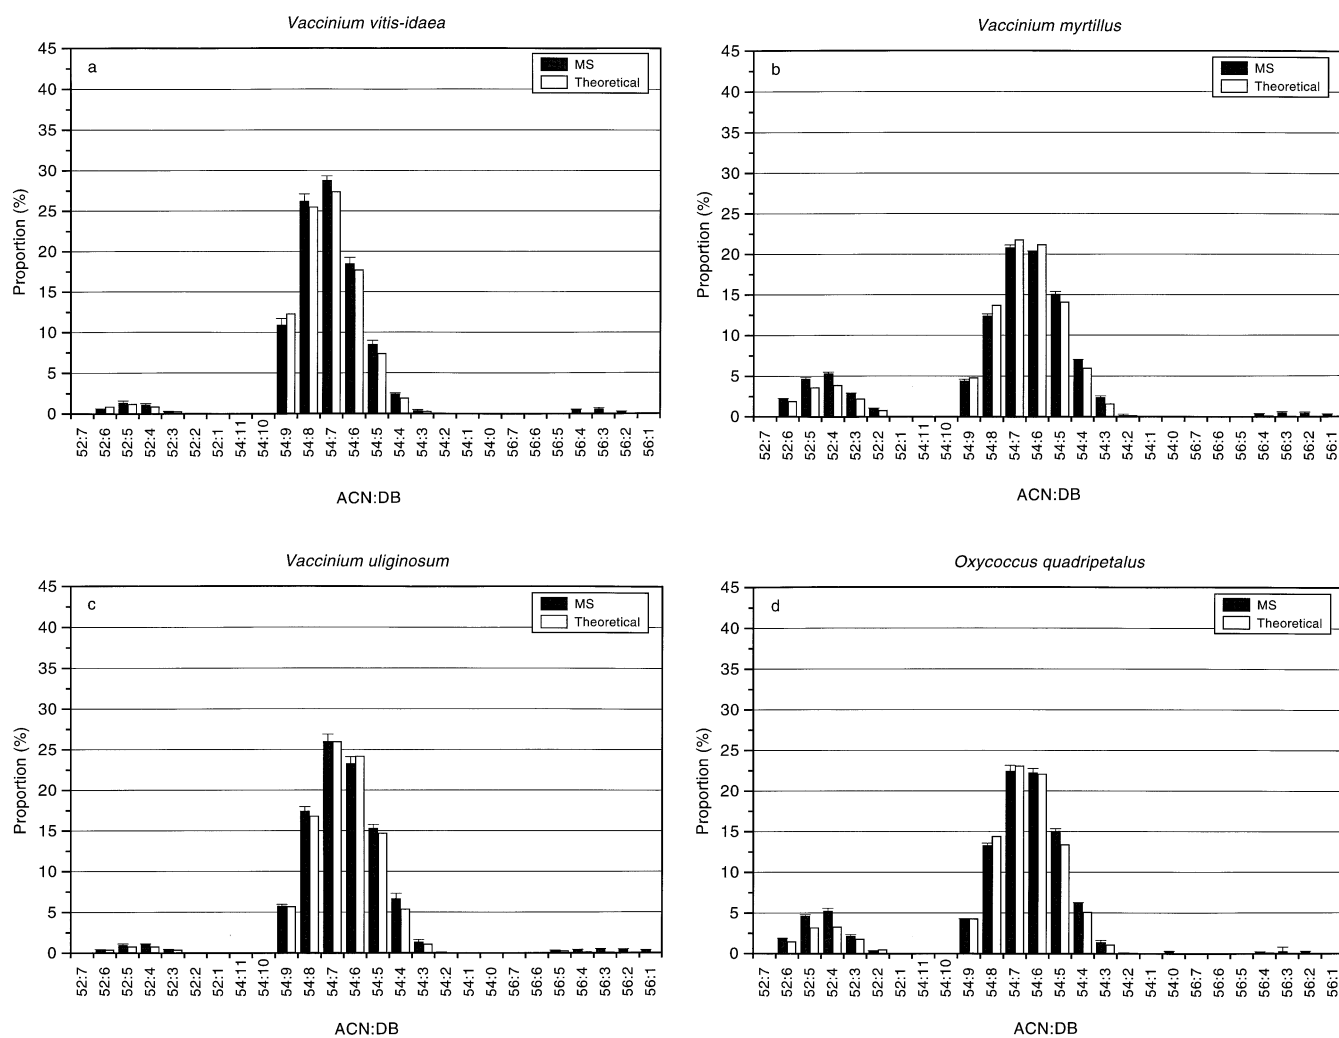 Vaccinium vitis-idaea
a
MS
Theoretical
Proportion (%)
45
40
35
30
25
20
15
10
5
0
52:7 52:6 52:5 52:4 52:3 52:2 52:1 54:11 54:10 54:9 54:8 54:7 54:6 54:5 54:4 54:3 54:2 54:1 54:0 56:7 56:6 56:5 56:4 56:3 56:2 56:1
ACN:DB
Vaccinium myrtillus
b
MS
Theoretical
Proportion (%)
45
40
35
30
25
20
15
10
5
0
52:7 52:6 52:5 52:4 52:3 52:2 52:1 54:11 54:10 54:9 54:8 54:7 54:6 54:5 54:4 54:3 54:2 54:1 54:0 56:7 56:6 56:5 56:4 56:3 56:2 56:1
ACN:DB
Vaccinium uliginosum
c
MS
Theoretical
Proportion (%)
45
40
35
30
25
20
15
10
5
0
52:7 52:6 52:5 52:4 52:3 52:2 52:1 54:11 54:10 54:9 54:8 54:7 54:6 54:5 54:4 54:3 54:2 54:1 54:0 56:7 56:6 56:5 56:4 56:3 56:2 56:1
ACN:DB
Oxycoccus quadripetalus
d
MS
Theoretical
Proportion (%)
45
40
35
30
25
20
15
10
5
0
52:7 52:6 52:5 52:4 52:3 52:2 52:1 54:11 54:10 54:9 54:8 54:7 54:6 54:5 54:4 54:3 54:2 54:1 54:0 56:7 56:6 56:5 56:4 56:3 56:2 56:1
ACN:DB